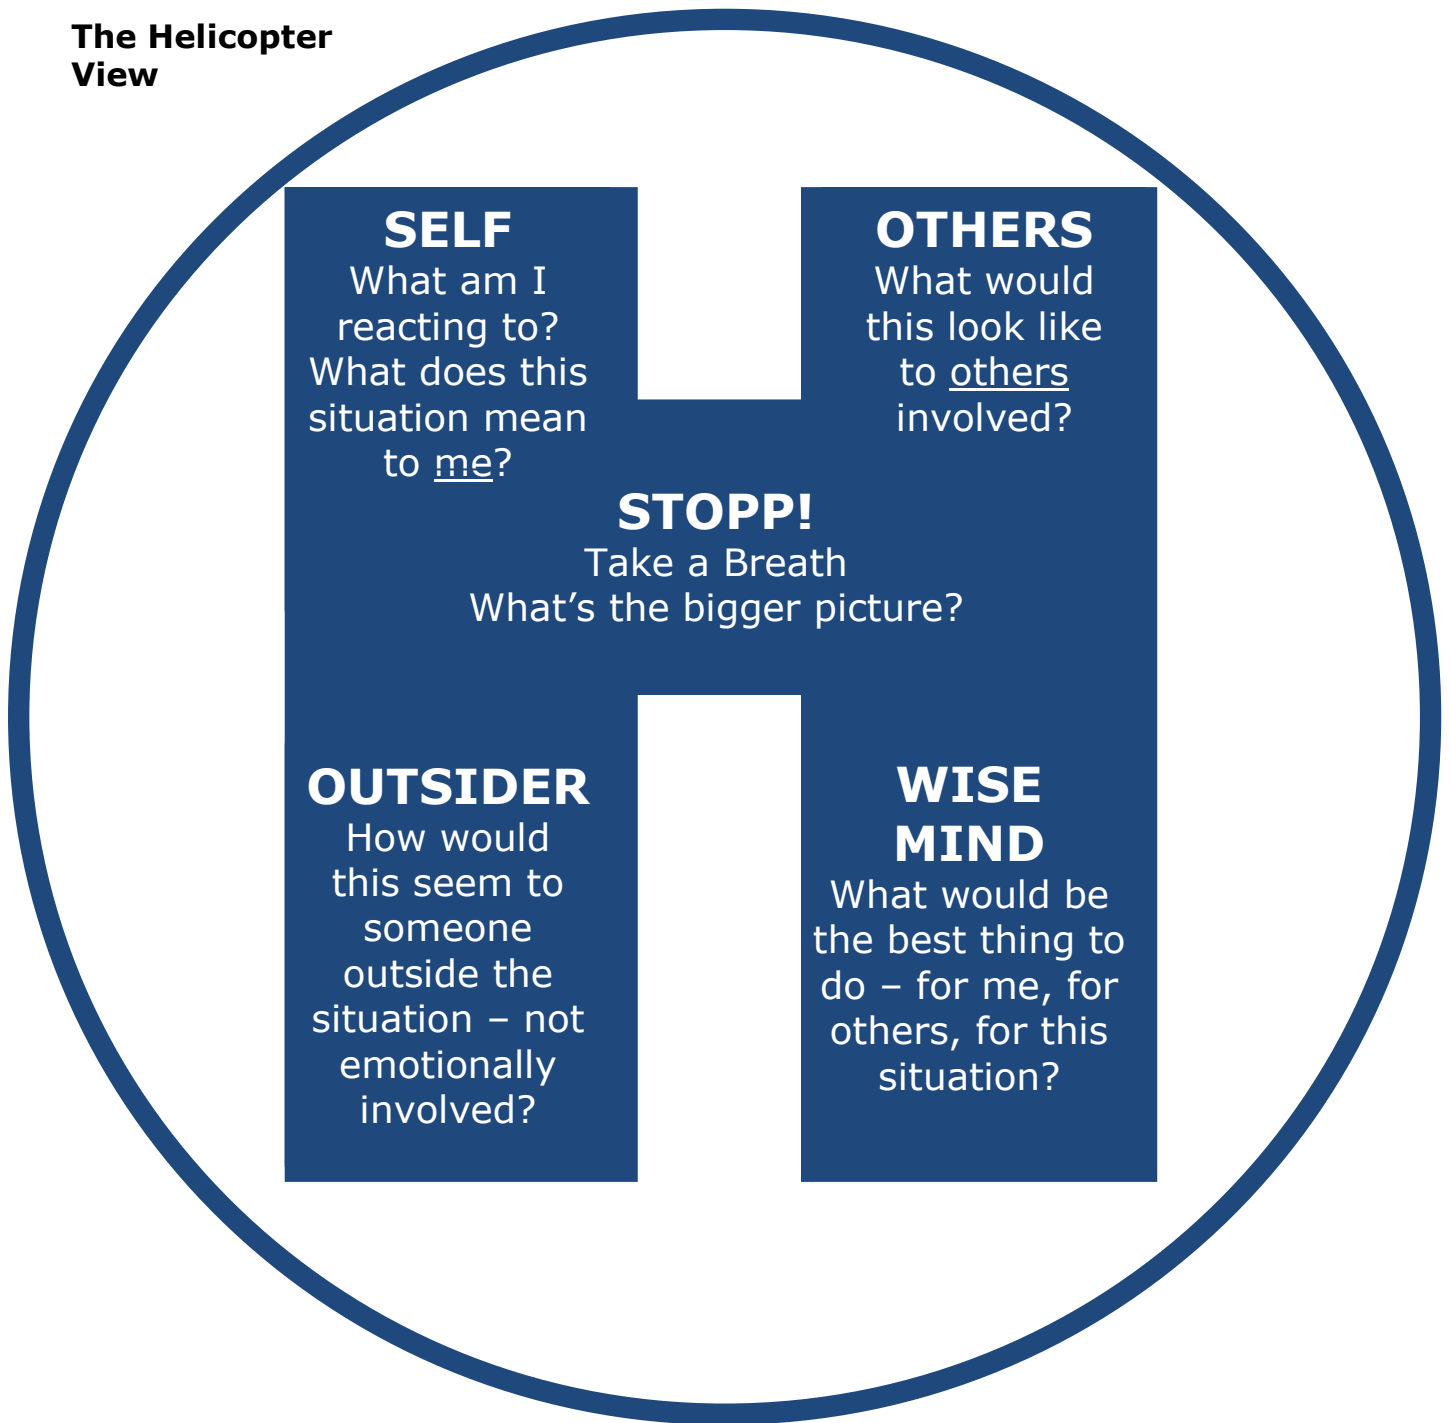 The Helicopter
View
SELF
What am I
reacting to?
What does this
situation mean
to me?
OTHERS
What would
this look like
to others
involved?
STOPP!
Take a Breath
What’s the bigger picture?
OUTSIDER
How would
this seem to
someone
outside the
situation – not
emotionally
involved?
WISE
MIND
What would be
the best thing to
do – for me, for
others, for this
situation?